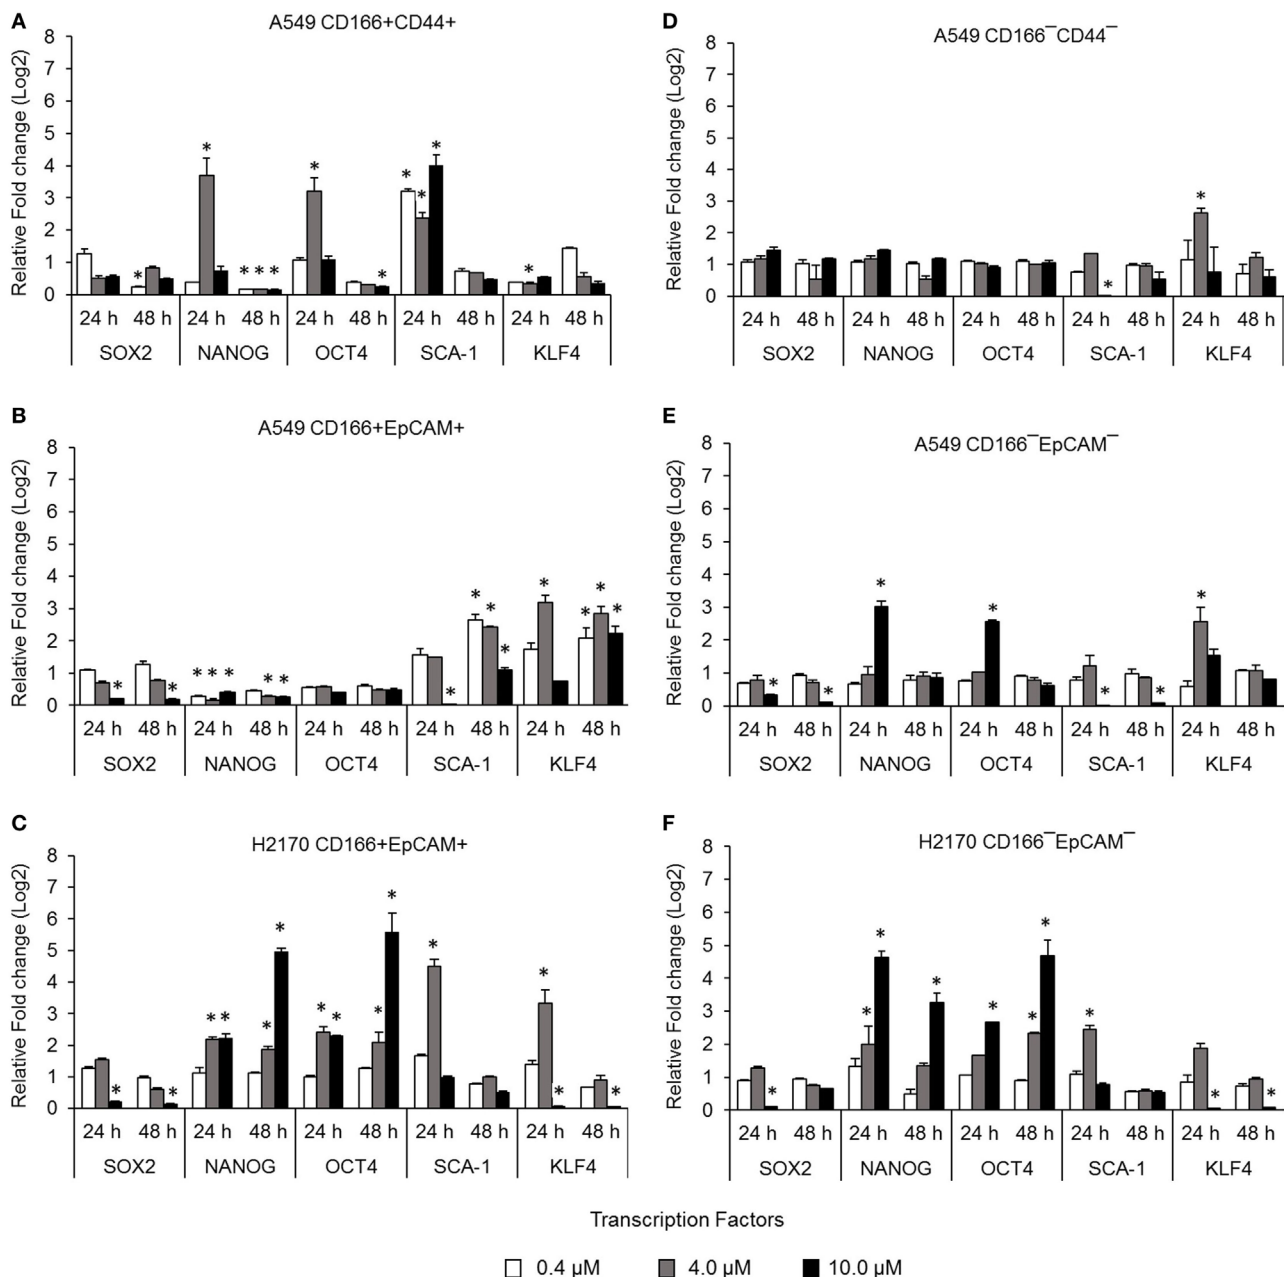 A
A549 CD166+CD44+
Relative Fold change (Log2)
8
7
6
5
4
3
2
1
0
* * * * * * * * * * * *
24 h 48 h 24 h 48 h 24 h 48 h 24 h 48 h 24 h 48 h
SOX2 NANOG OCT4 SCA-1 KLF4
D
A549 CD166¯CD44¯
Relative Fold change (Log2)
8
7
6
5
4
3
2
1
0
* *
24 h 48 h 24 h 48 h 24 h 48 h 24 h 48 h 24 h 48 h
SOX2 NANOG OCT4 SCA-1 KLF4
B
A549 CD166+EpCAM+
Relative Fold change (Log2)
8
7
6
5
4
3
2
1
0
* * * * * * * * * * * * * * *
24 h 48 h 24 h 48 h 24 h 48 h 24 h 48 h 24 h 48 h
SOX2 NANOG OCT4 SCA-1 KLF4
E
A549 CD166¯EpCAM¯
Relative Fold change (Log2)
8
7
6
5
4
3
2
1
0
* * * * * * *
24 h 48 h 24 h 48 h 24 h 48 h 24 h 48 h 24 h 48 h
SOX2 NANOG OCT4 SCA-1 KLF4
C
H2170 CD166+EpCAM+
Relative Fold change (Log2)
8
7
6
5
4
3
2
1
0
* * * * * * * * * * * * * *
24 h 48 h 24 h 48 h 24 h 48 h 24 h 48 h 24 h 48 h
SOX2 NANOG OCT4 SCA-1 KLF4
F
H2170 CD166¯EpCAM¯
Relative Fold change (Log2)
8
7
6
5
4
3
2
1
0
* * * * * * * * * *
24 h 48 h 24 h 48 h 24 h 48 h 24 h 48 h 24 h 48 h
SOX2 NANOG OCT4 SCA-1 KLF4
Transcription Factors
0.4 μM 4.0 μM 10.0 μM